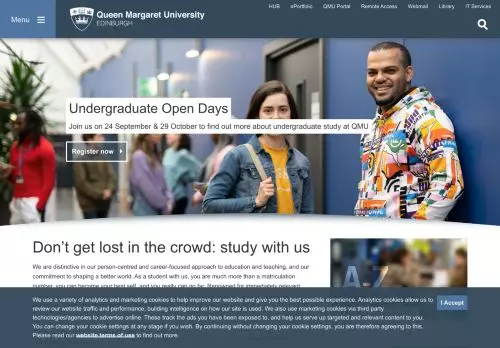 HUB ePortfolio QMU Portal Remote Access Webmail Library IT Services
Menu
Queen Margaret University
EDINBURGH
Undergraduate Open Days
Join us on 24 September & 29 October to find out more about undergraduate study at QMU
Register now
Don't get lost in the crowd: study with us
We are distinctive in our person-centred and career-focused approach to education and teaching, and our
commitment to shaping a better world. As a student with us, you are much more than a matriculation
number, you can become your best self, and you really can go far. Renowned for immediately relevant
A-Z
We use a variety of analytics and marketing cookies to help improve our website and give you the best possible experience. Analytics cookies allow us to
review our website traffic and performance, building intelligence on how our site is used. We also use marketing cookies via third party
technologies/agencies to advertise online. These track the ads you have been exposed to, and help us serve up targeted and relevant content to you.
You can change your cookie settings at any stage if you wish. By continuing without changing your cookie settings, you are therefore agreeing to this.
Please read our website terms of use to find out more.
I Accept